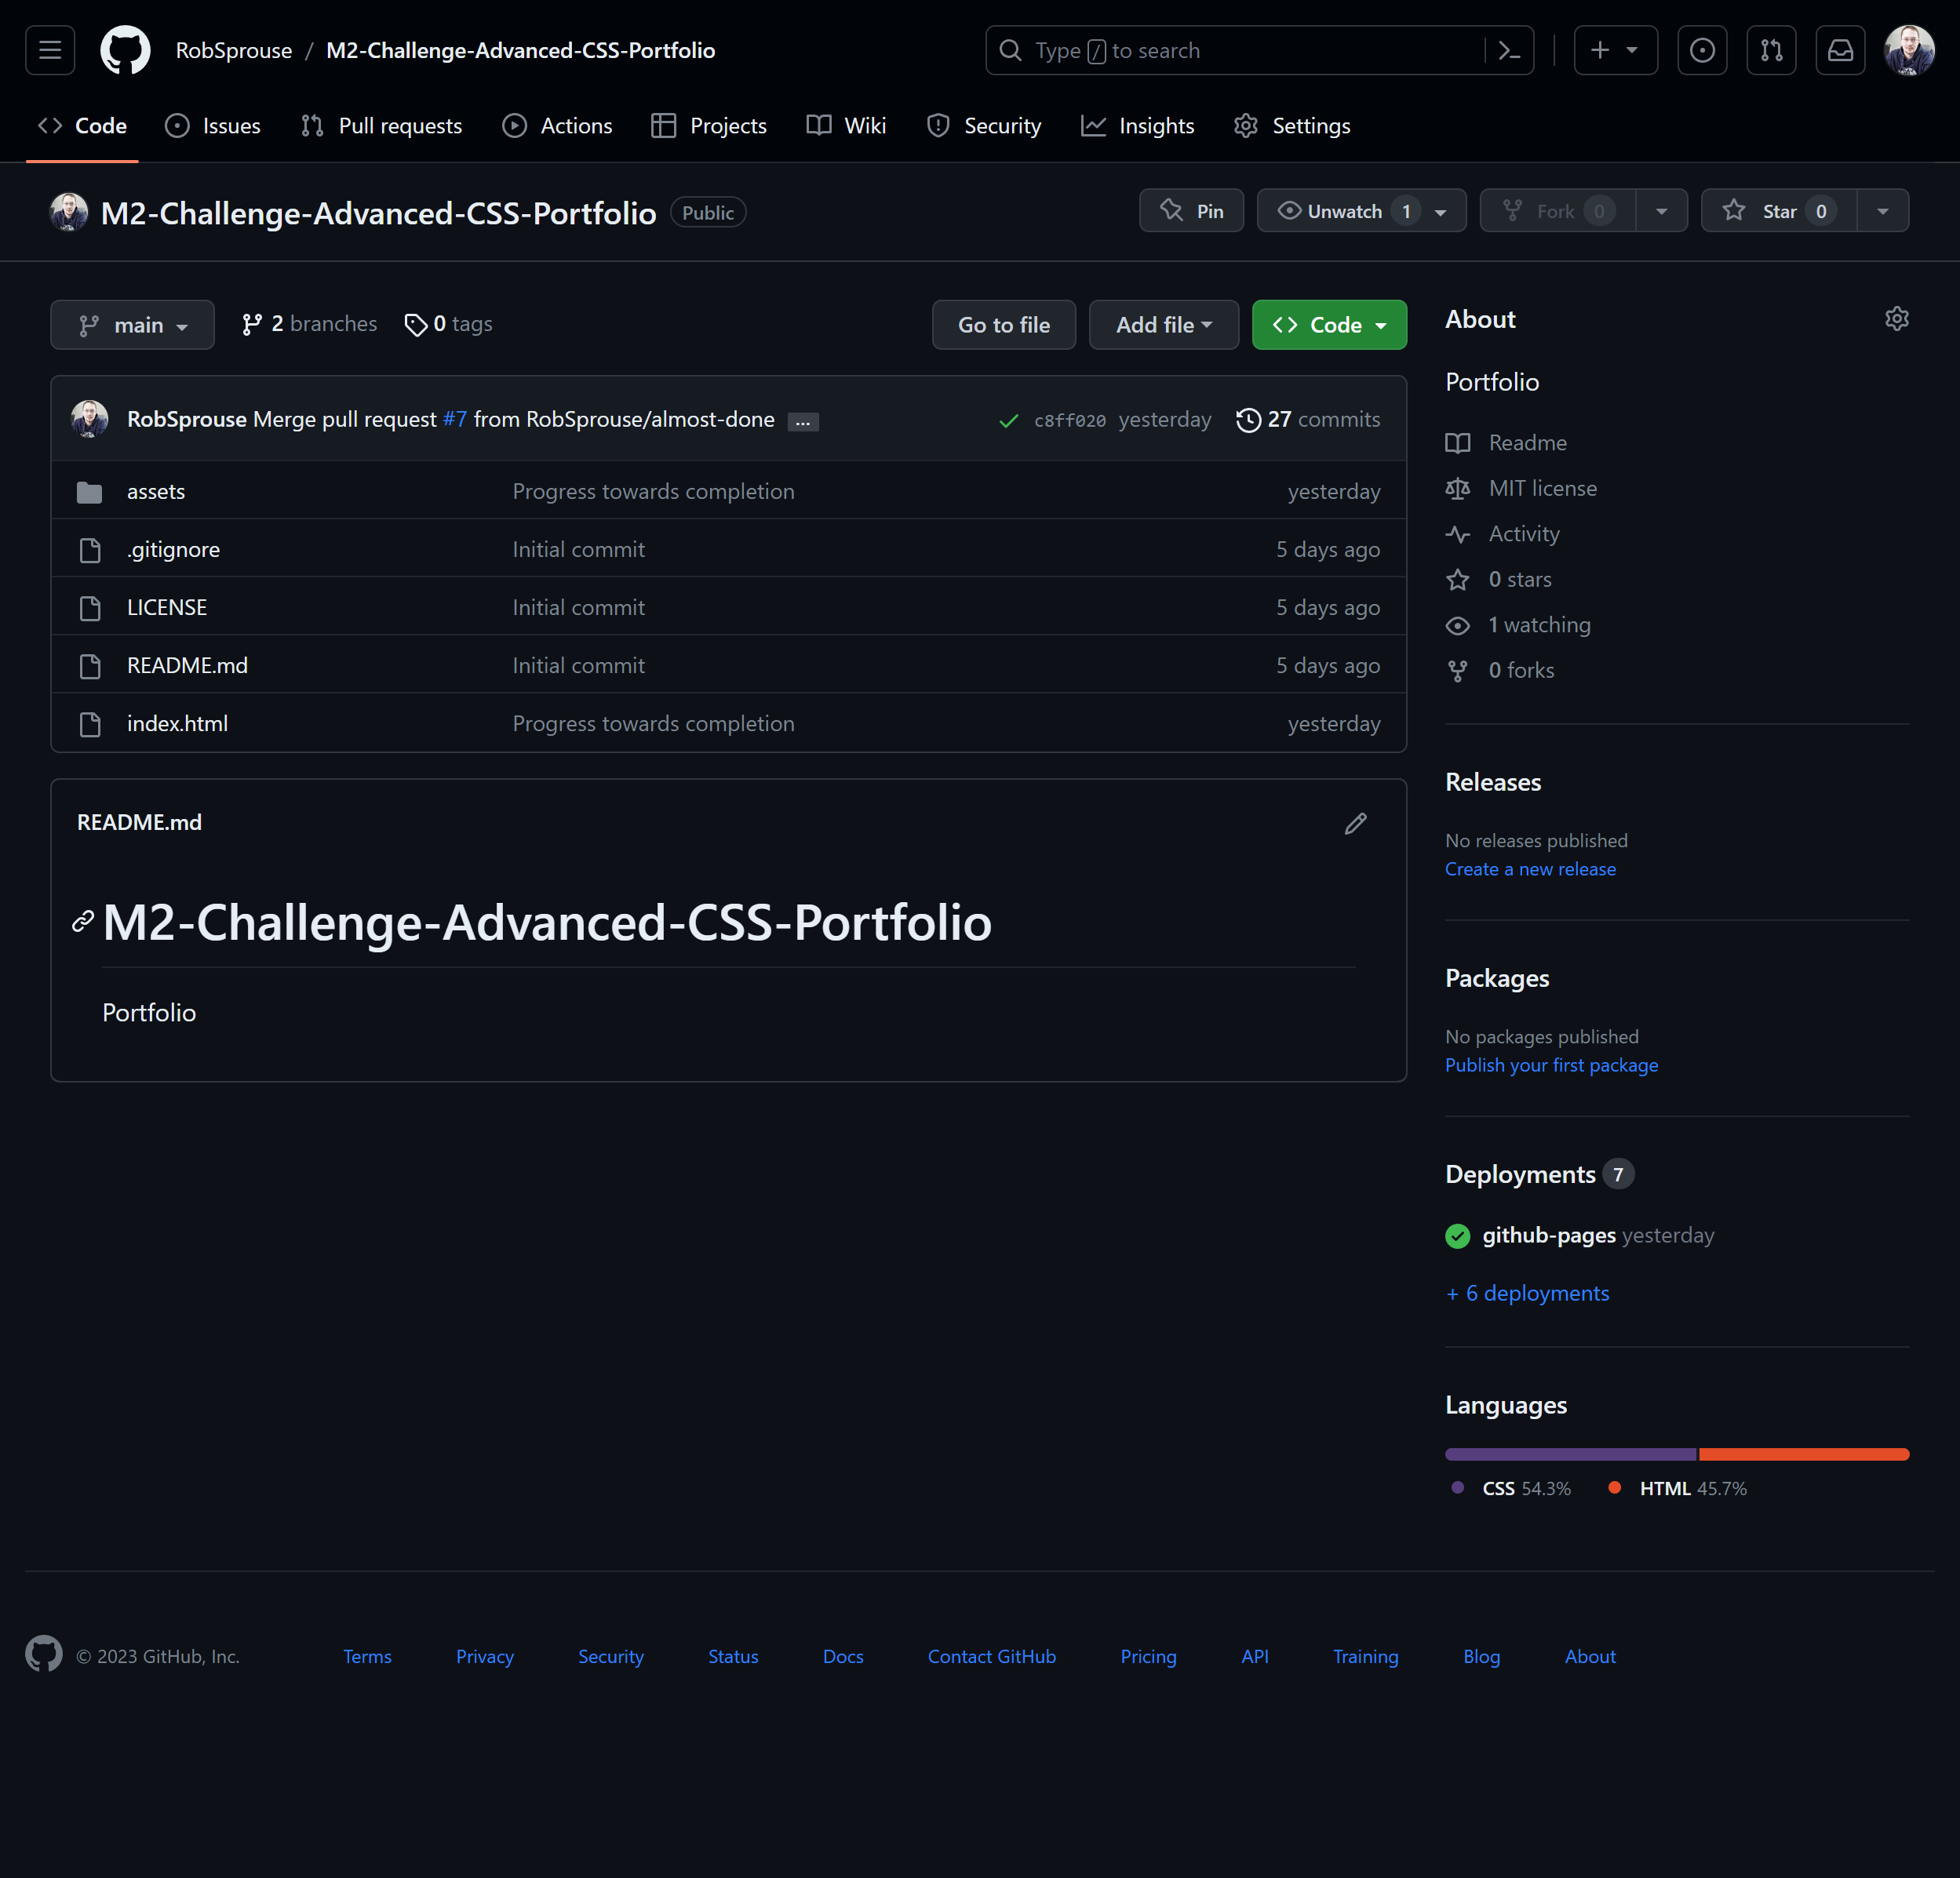 RobSprouse / M2-Challenge-Advanced-CSS-Portfolio
Type / to search
Code Issues Pull requests Actions Projects Wiki Security Insights Settings
M2-Challenge-Advanced-CSS-Portfolio Public
Pin Unwatch 1 Fork 0 Star 0
main 2 branches 0 tags Go to file Add file Code
RobSprouse Merge pull request #7 from RobSprouse/almost-done ... c8ff020 yesterday 27 commits
assets Progress towards completion yesterday
.gitignore Initial commit 5 days ago
LICENSE Initial commit 5 days ago
README.md Initial commit 5 days ago
index.html Progress towards completion yesterday
README.md
M2-Challenge-Advanced-CSS-Portfolio
Portfolio
About
Portfolio
Readme
MIT license
Activity
0 stars
1 watching
0 forks
Releases
No releases published
Create a new release
Packages
No packages published
Publish your first package
Deployments 7
github-pages yesterday
+ 6 deployments
Languages
CSS 54.3% HTML 45.7%
© 2023 GitHub, Inc. Terms Privacy Security Status Docs Contact GitHub Pricing API Training Blog About